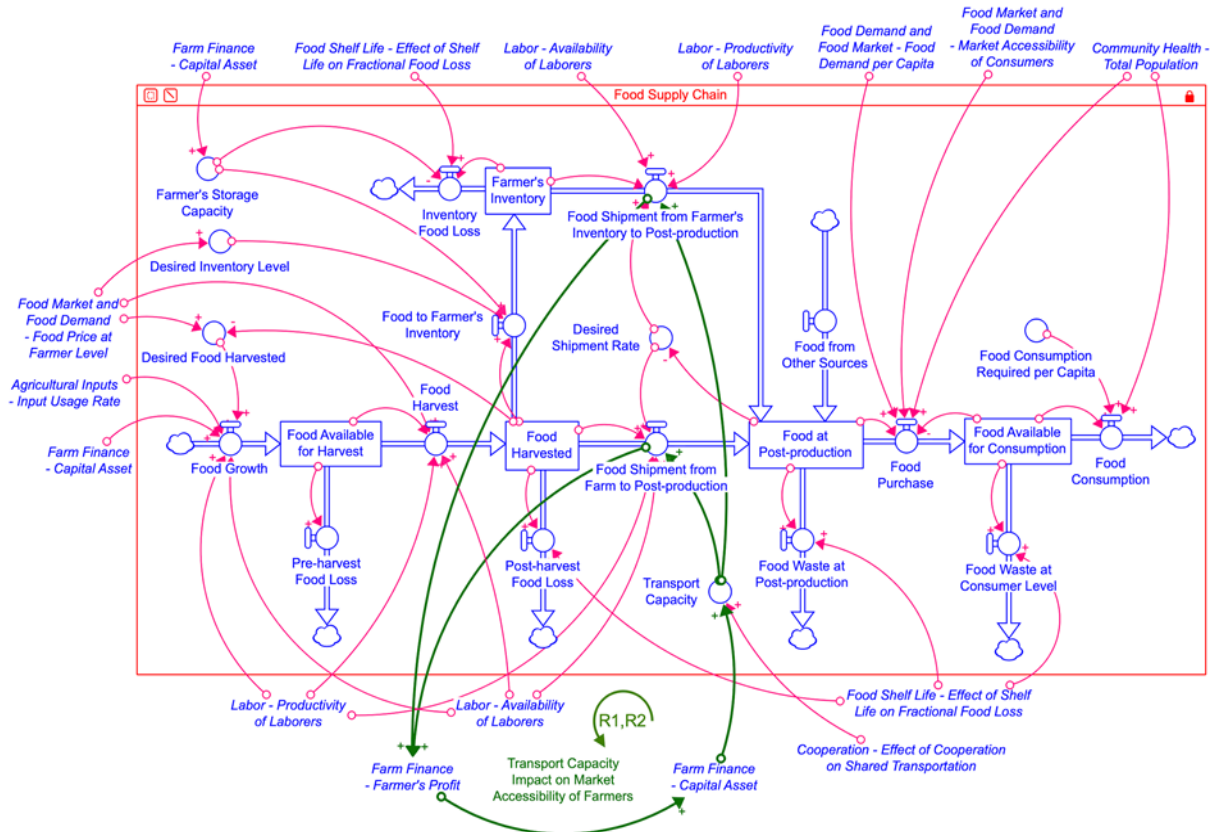 Farm Finance
- Capital Asset
Food Shelf Life - Effect of Shelf
Life on Fractional Food Loss
Labor - Availability
of Laborers
Labor - Productivity
of Laborers
Food Demand and
Food Market - Food
Demand per Capita
Food Market and
Food Demand
- Market Accessibility
of Consumers
Community Health -
Total Population
Food Supply Chain
Farmer's Storage
Capacity
Inventory
Food Loss
Farmer's
Inventory
Food Shipment from Farmer's
Inventory to Post-production
Desired Inventory Level
Food Market and
Food Demand
- Food Price at
Farmer Level
Desired Food Harvested
Food to Farmer's
Inventory
Desired
Shipment Rate
Food from
Other Sources
Food Consumption
Required per Capita
Agricultural Inputs
- Input Usage Rate
Farm Finance
- Capital Asset
Food Growth
Food Available
for Harvest
Food
Harvest
Food
Harvested
Food Shipment from
Farm to Post-production
Food at
Post-production
Food
Purchase
Food Available
for Consumption
Food
Consumption
Pre-harvest
Food Loss
Post-harvest
Food Loss
Transport
Capacity
Food Waste at
Post-production
Food Waste at
Consumer Level
Labor - Productivity
of Laborers
Labor - Availability
of Laborers
R1,R2
Food Shelf Life - Effect of Shelf
Life on Fractional Food Loss
Cooperation - Effect of Cooperation
on Shared Transportation
Farm Finance
- Farmer's Profit
Transport Capacity
Impact on Market
Accessibility of Farmers
Farm Finance
- Capital Asset